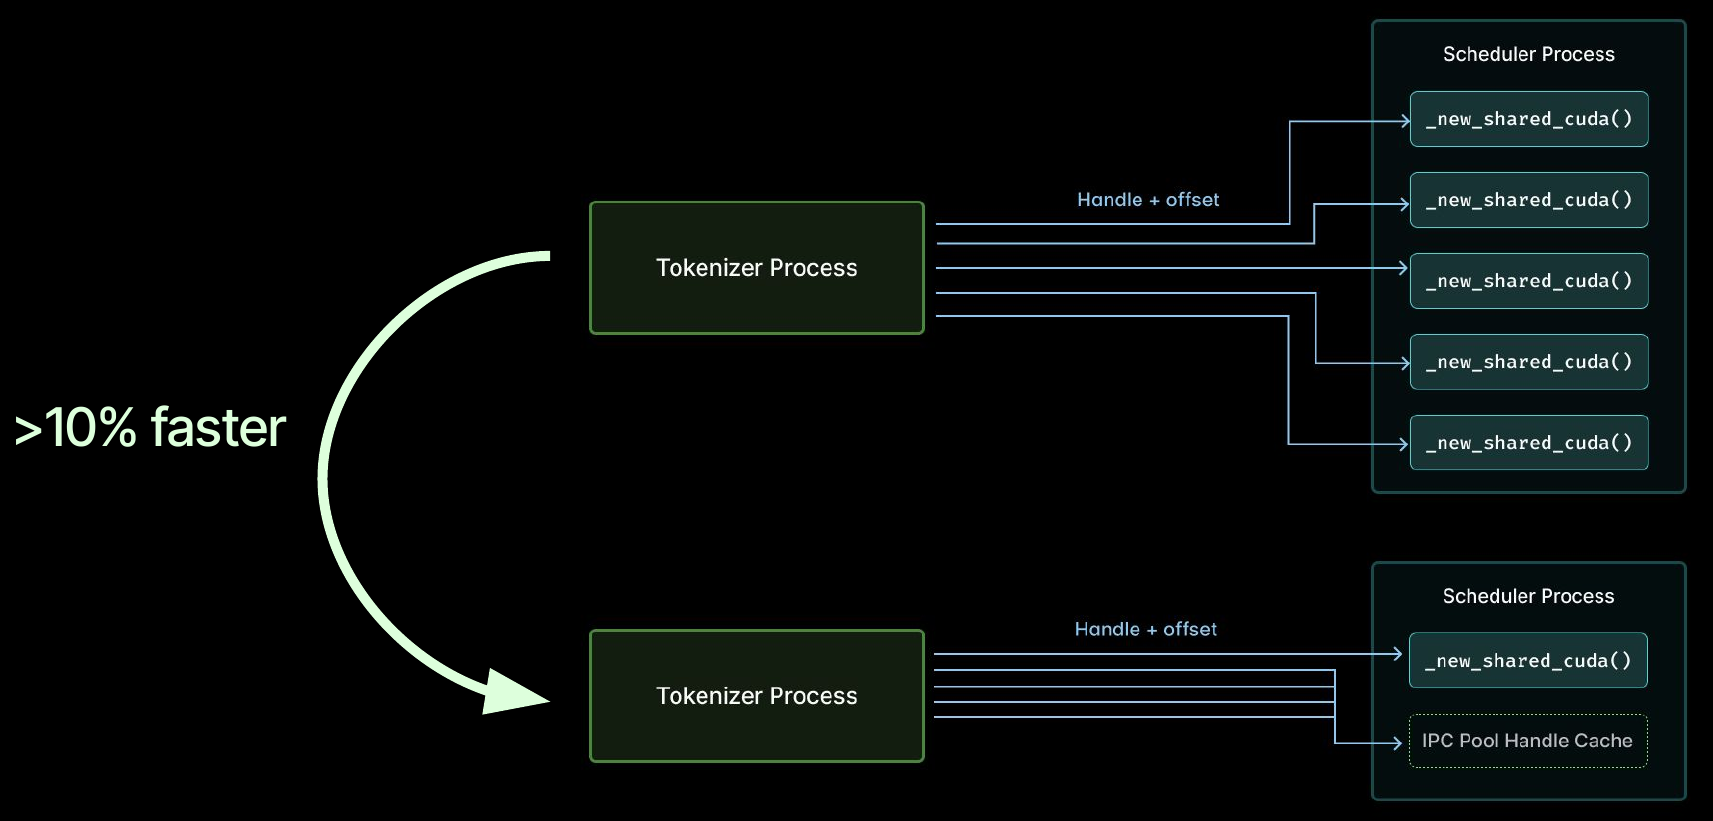 Scheduler Process
_new_shared_cuda()
Handle + offset
_new_shared_cuda()
Tokenizer Process
_new_shared_cuda()
_new_shared_cuda()
>10% faster
_new_shared_cuda()
Scheduler Process
Handle + offset
_new_shared_cuda()
Tokenizer Process
IPC Pool Handle Cache